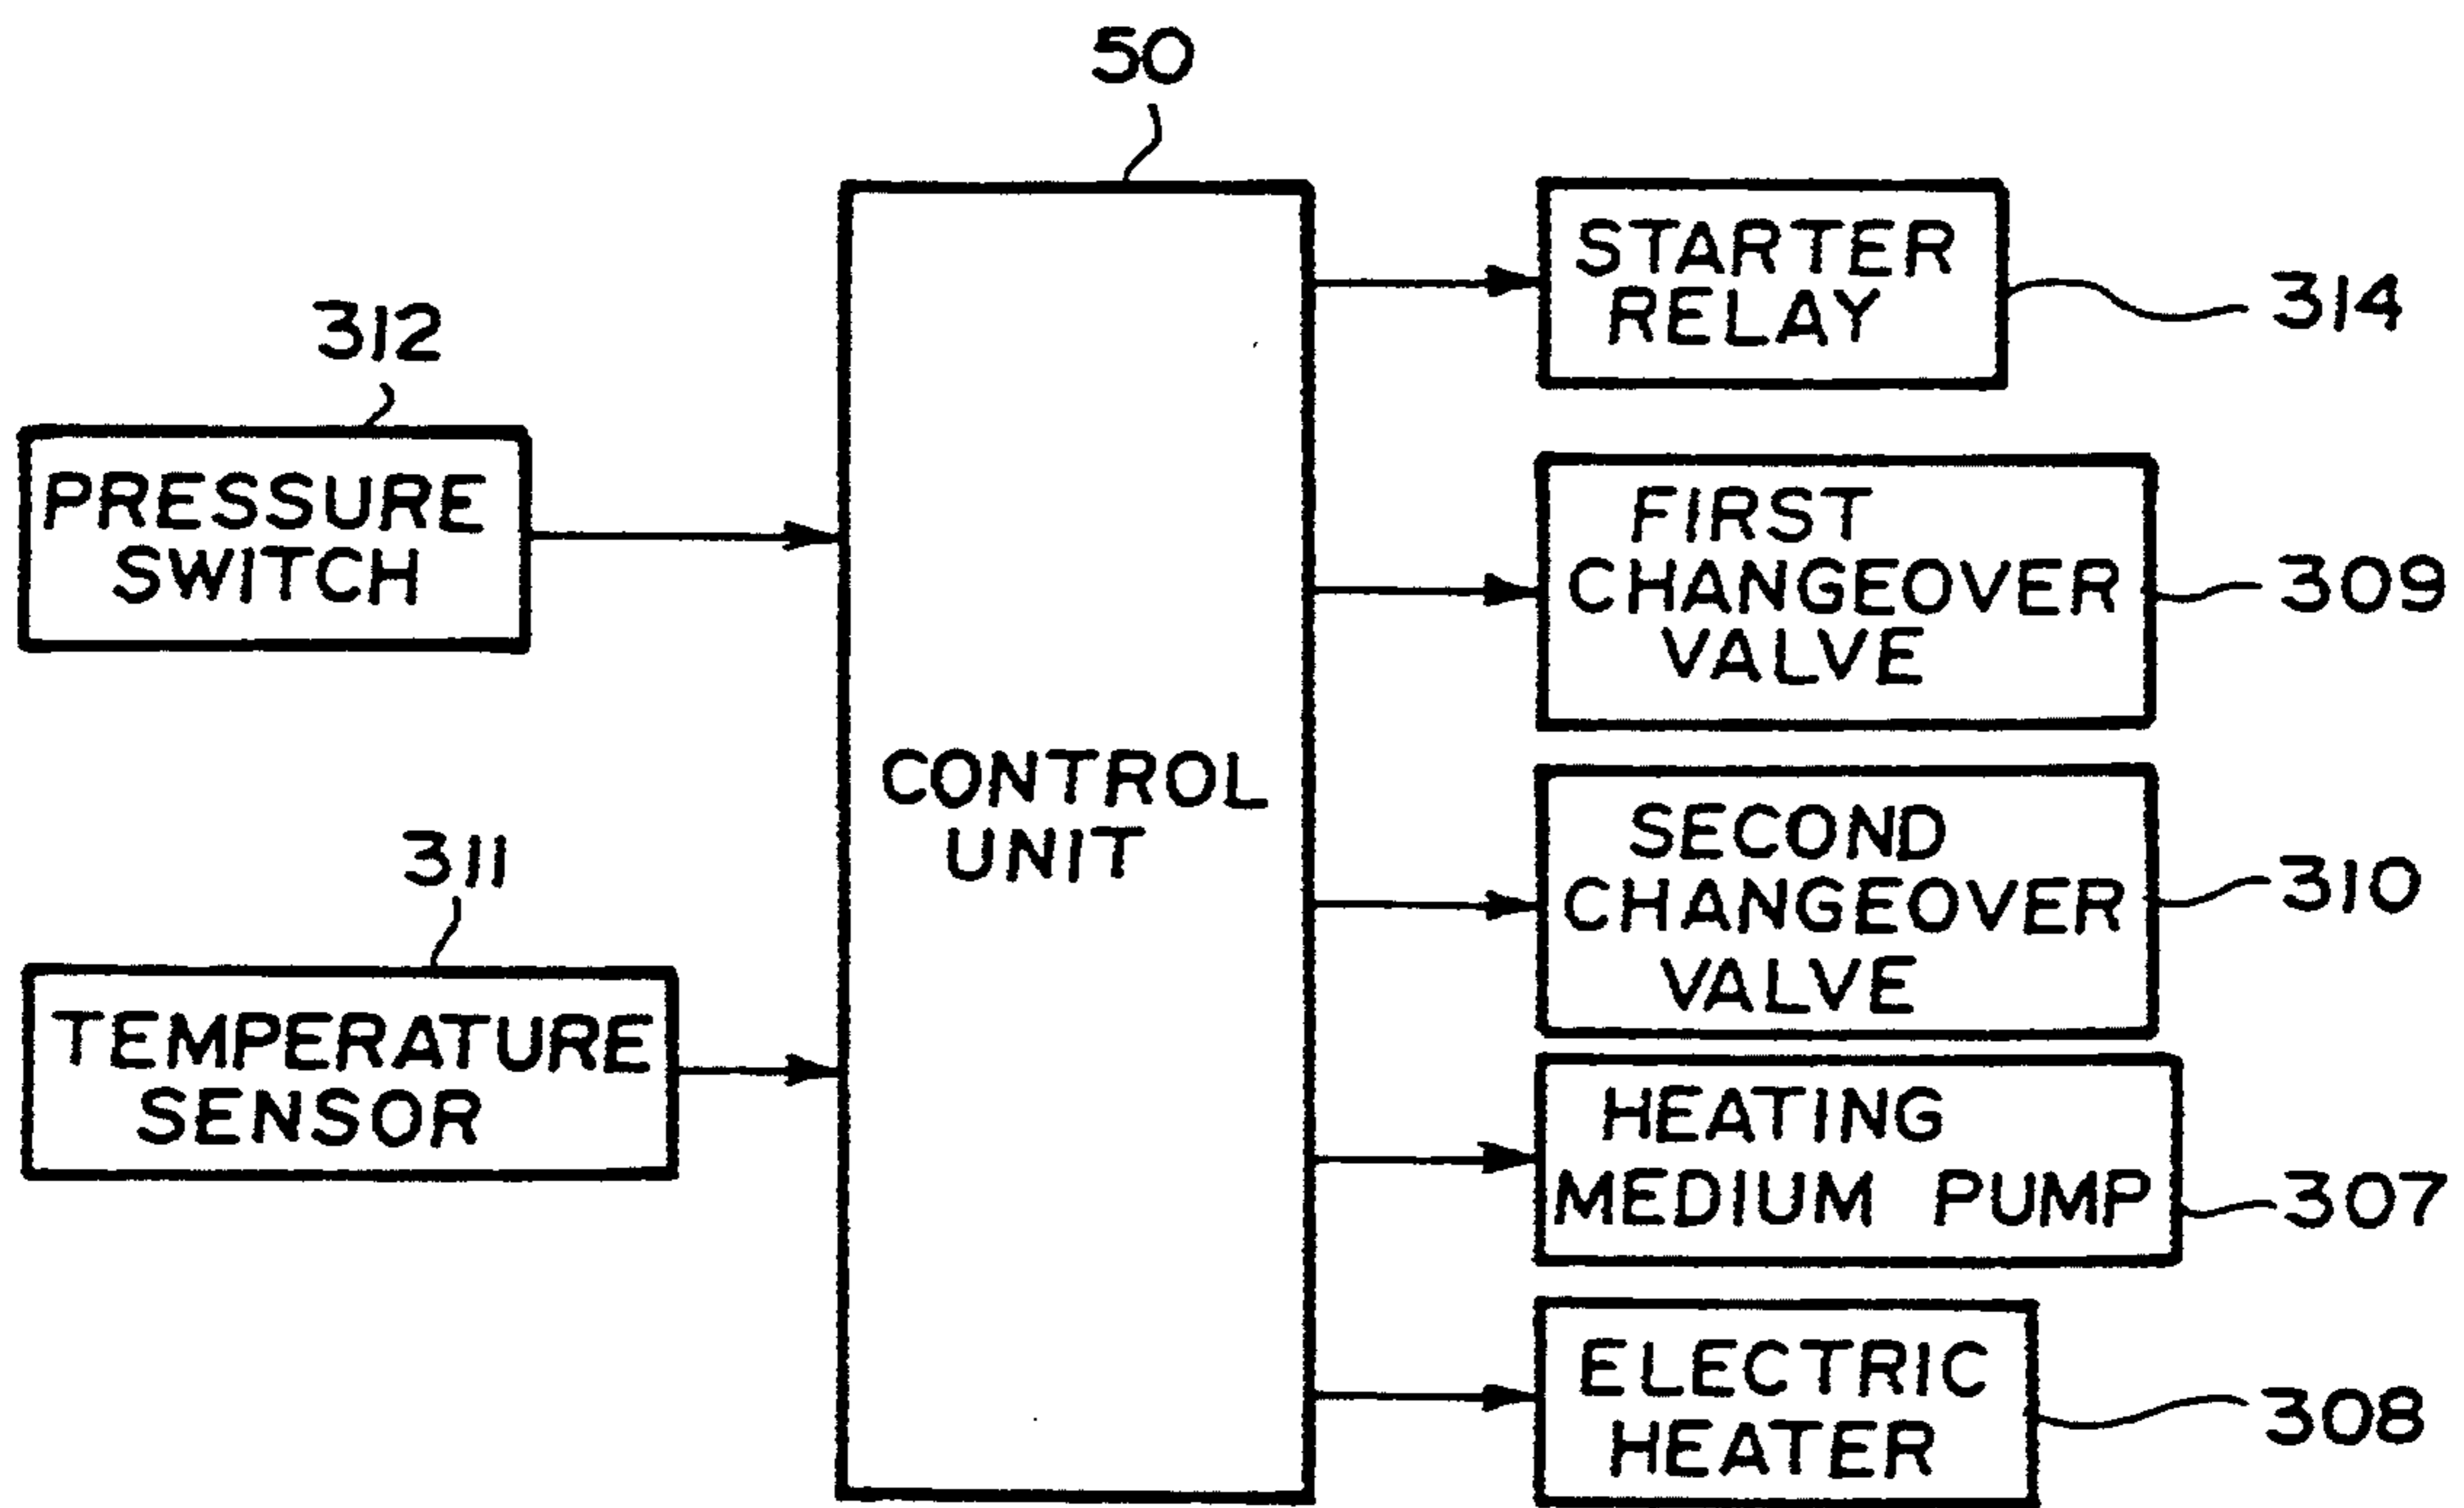 50
312
PRESSURE
SWITCH
311
TEMPERATURE
SENSOR
CONTROL
UNIT
STARTER
RELAY
314
FIRST
CHANGEOVER
VALVE
309
SECOND
CHANGEOVER
VALVE
310
HEATING
MEDIUM PUMP
307
ELECTRIC
HEATER
308